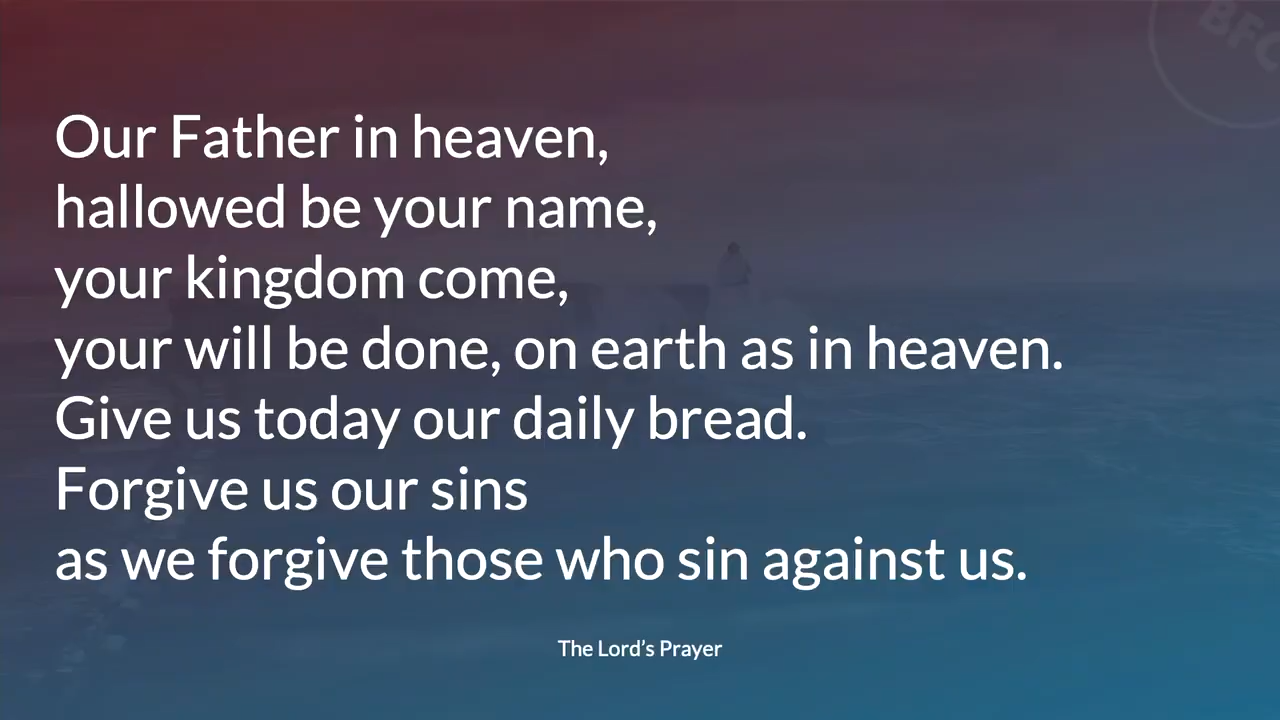 BFC
Our Father in heaven,
hallowed be your name,
your kingdom come,
your will be done, on earth as in heaven.
Give us today our daily bread.
Forgive us our sins
as we forgive those who sin against us.
The Lord’s Prayer